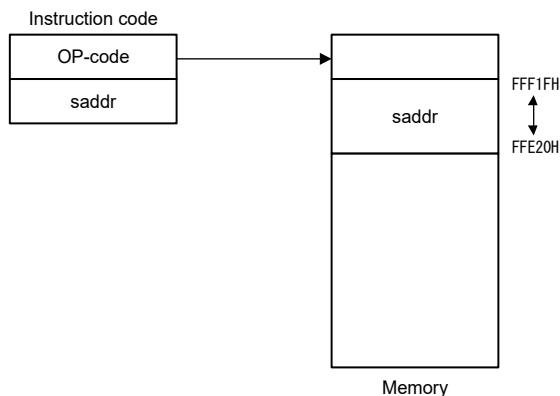 Instruction code
OP-code
saddr
saddr
FFF1FH
FFE20H
Memory